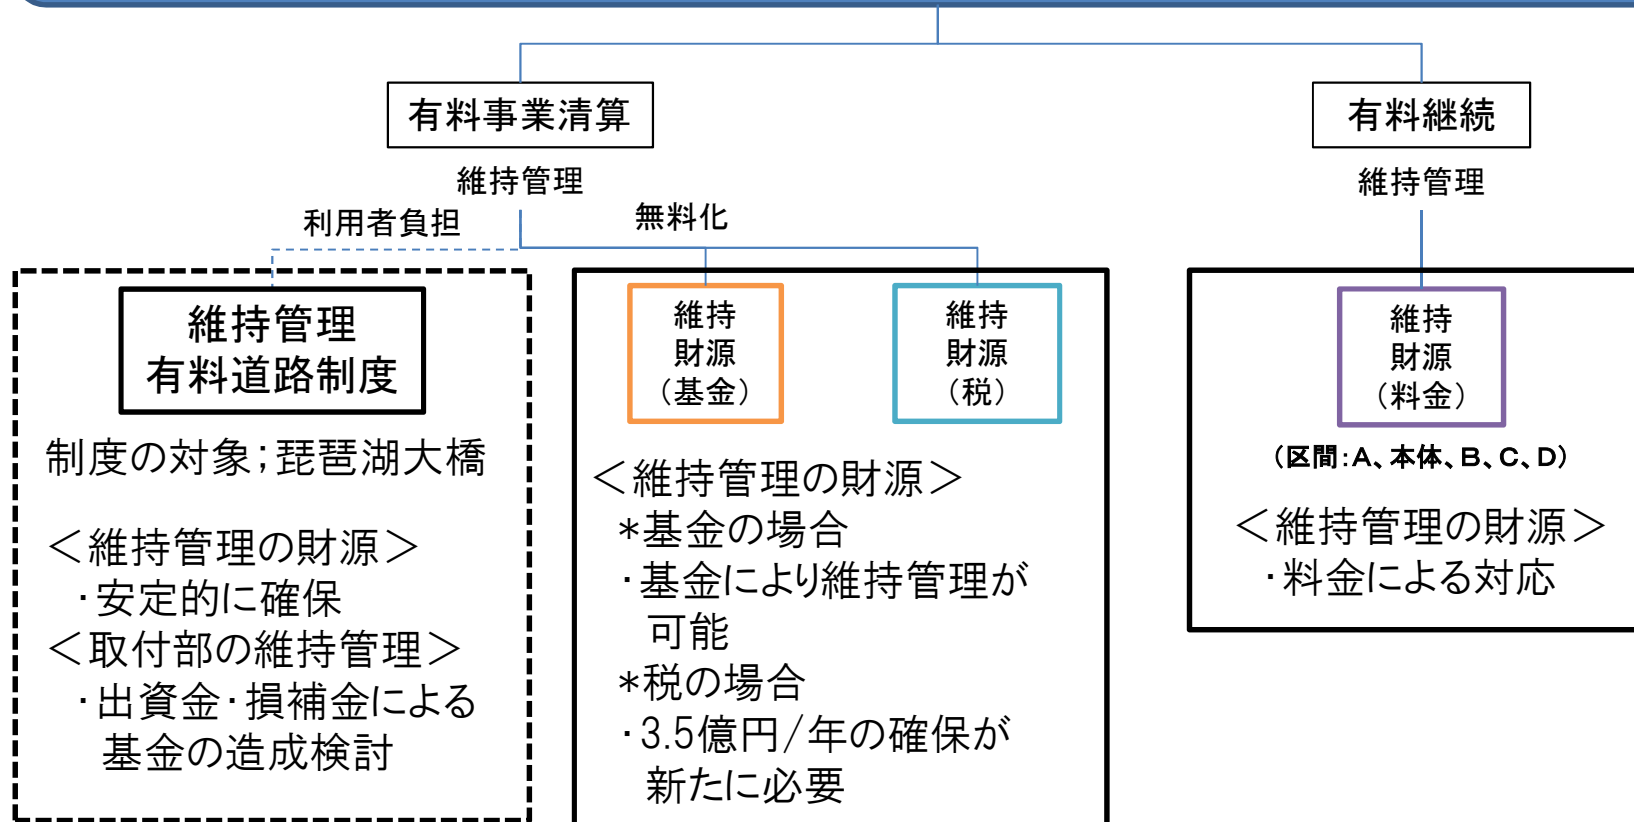 有料事業清算
維持管理
利用者負担
無料化
維持管理
有料道路制度
制度の対象;琵琶湖大橋
<維持管理の財源>
・安定的に確保
<取付部の維持管理>
・出資金・損補金による
基金の造成検討
維持
財源
(基金)
維持
財源
(税)
<維持管理の財源>
*基金の場合
・基金により維持管理が
可能
*税の場合
・3.5億円/年の確保が
新たに必要
有料継続
維持管理
維持
財源
(料金)
(区間:A、本体、B、C、D)
<維持管理の財源>
・料金による対応